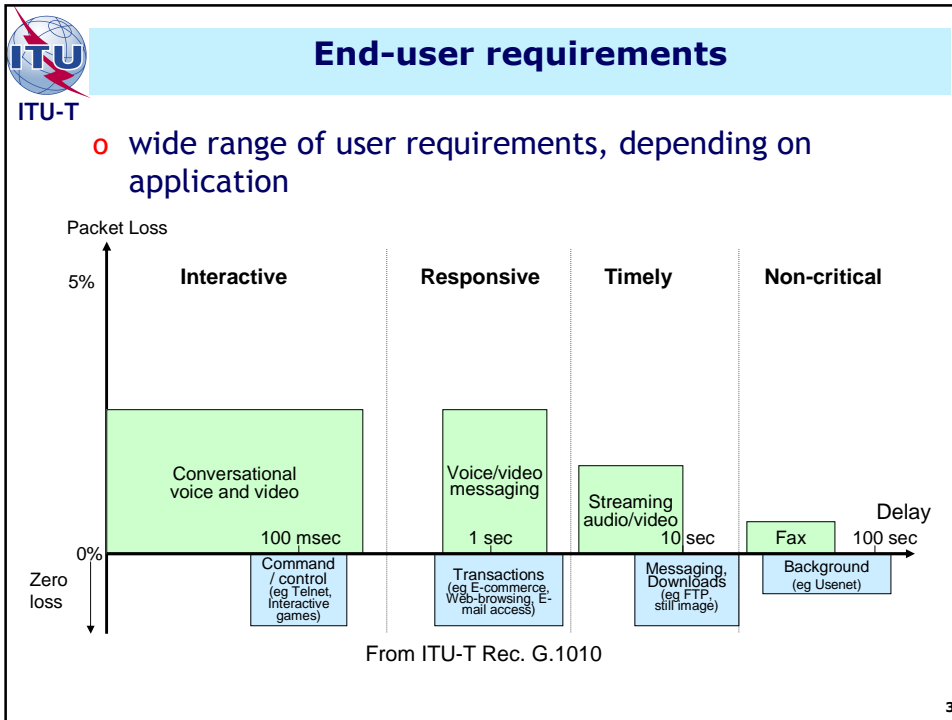 ITU
ITU-T
End-user requirements
o wide range of user requirements, depending on
application
Packet Loss
5%
Interactive
Responsive
Timely
Non-critical
Conversational
voice and video
Voice/video
messaging
Streaming
audio/video
Fax
Delay
100 msec
1 sec
10 sec
100 sec
0%
Zero
loss
Command
/ control
(eg Telnet,
Interactive
games)
Transactions
(eg E-commerce,
Web-browsing, E-
mail access)
Messaging,
Downloads
(eg FTP,
still image)
Background
(eg Usenet)
From ITU-T Rec. G.1010
3